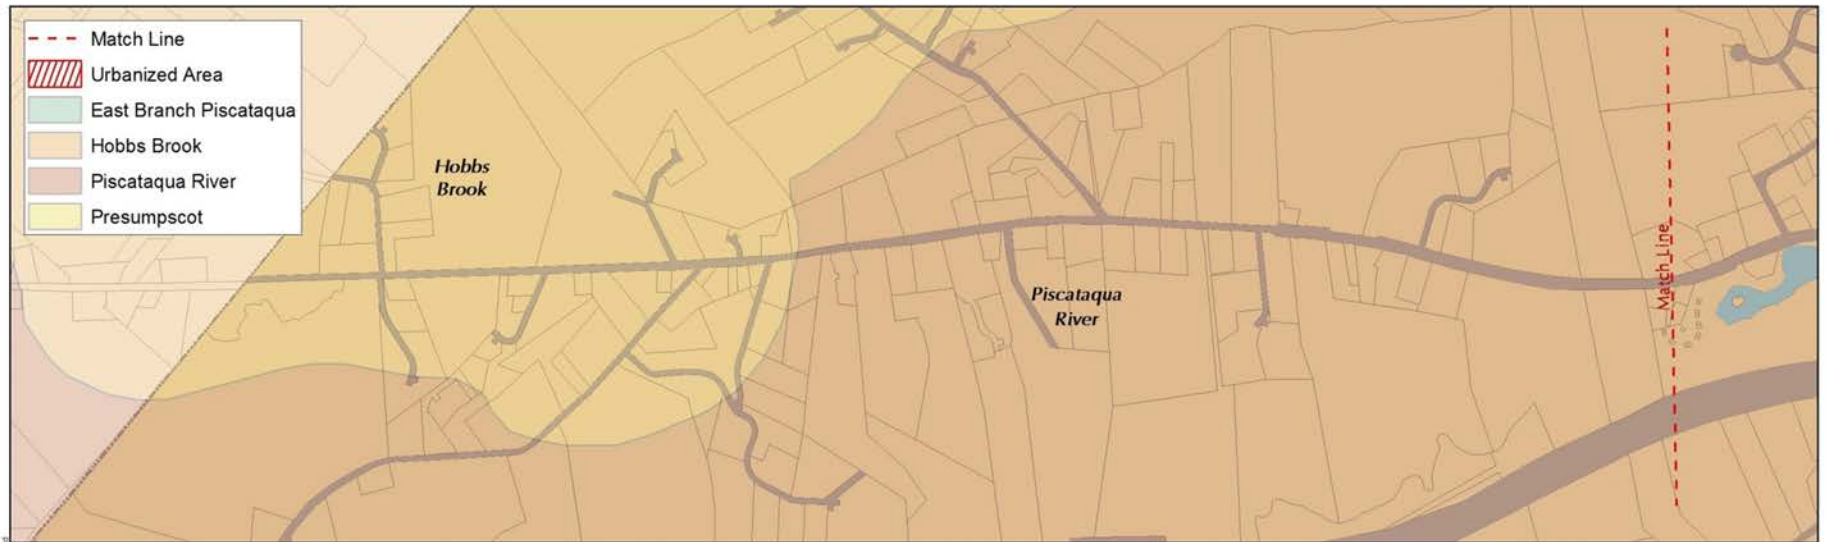 Match Line
Urbanized Area
East Branch Piscataqua
Hobbs Brook
Piscataqua River
Presumpscot
Hobbs
Brook
Piscataqua
River
Match Line